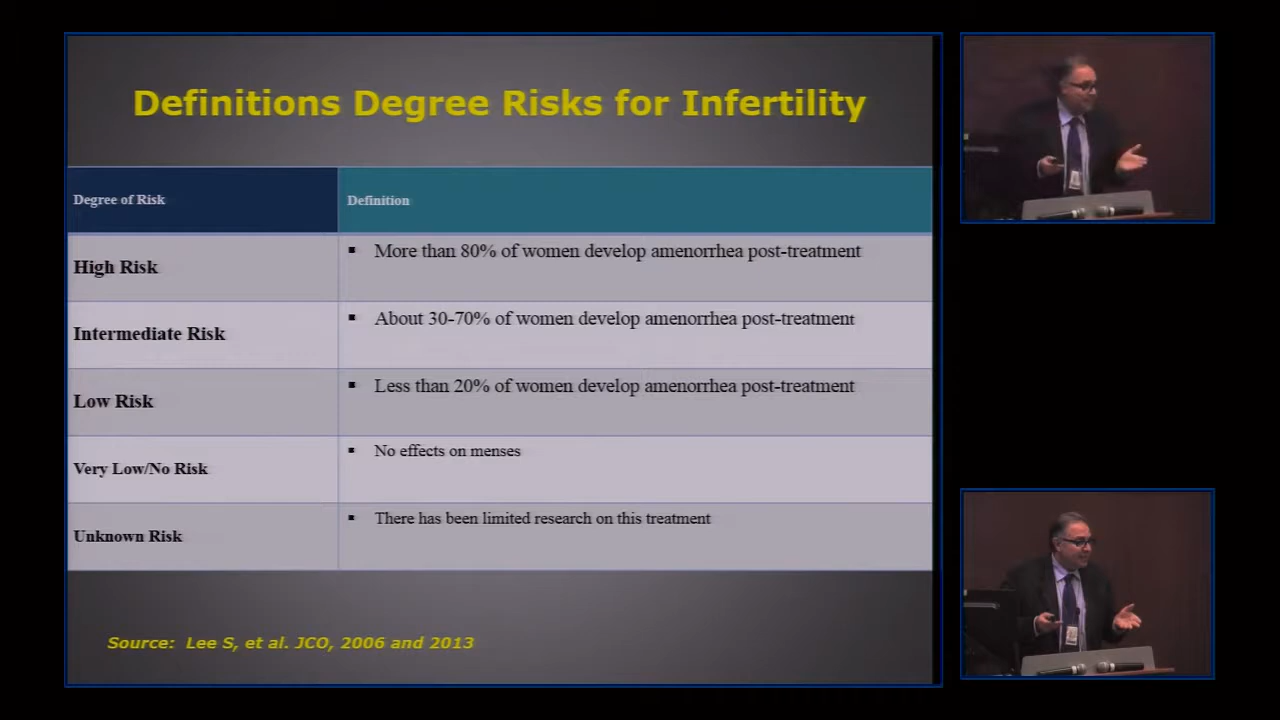 Definitions Degree Risks for Infertility
Degree of Risk
Definition
High Risk
▪ More than 80% of women develop amenorrhea post-treatment
Intermediate Risk
▪ About 30-70% of women develop amenorrhea post-treatment
Low Risk
▪ Less than 20% of women develop amenorrhea post-treatment
Very Low/No Risk
▪ No effects on menses
Unknown Risk
▪ There has been limited research on this treatment
Source: Lee S, et al. JCO, 2006 and 2013